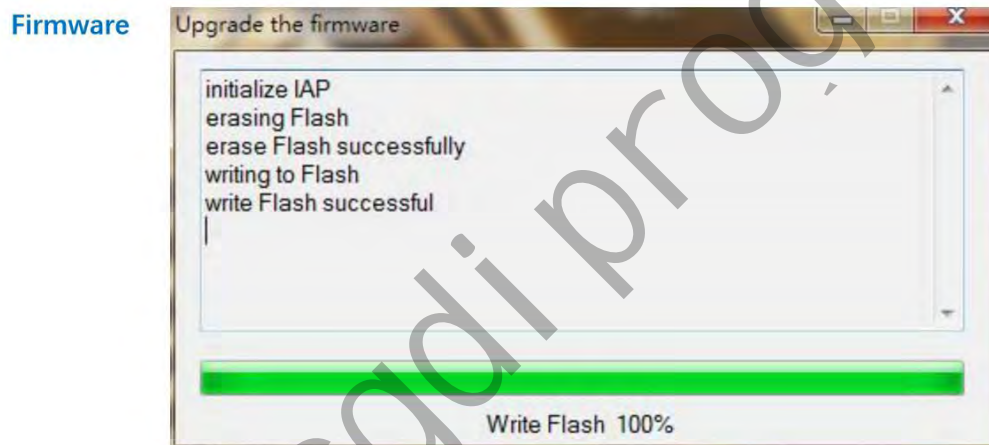 Firmware
Upgrade the firmware
initialize IAP
erasing Flash
erase Flash successfully
writing to Flash
write Flash successful
Write Flash 100%